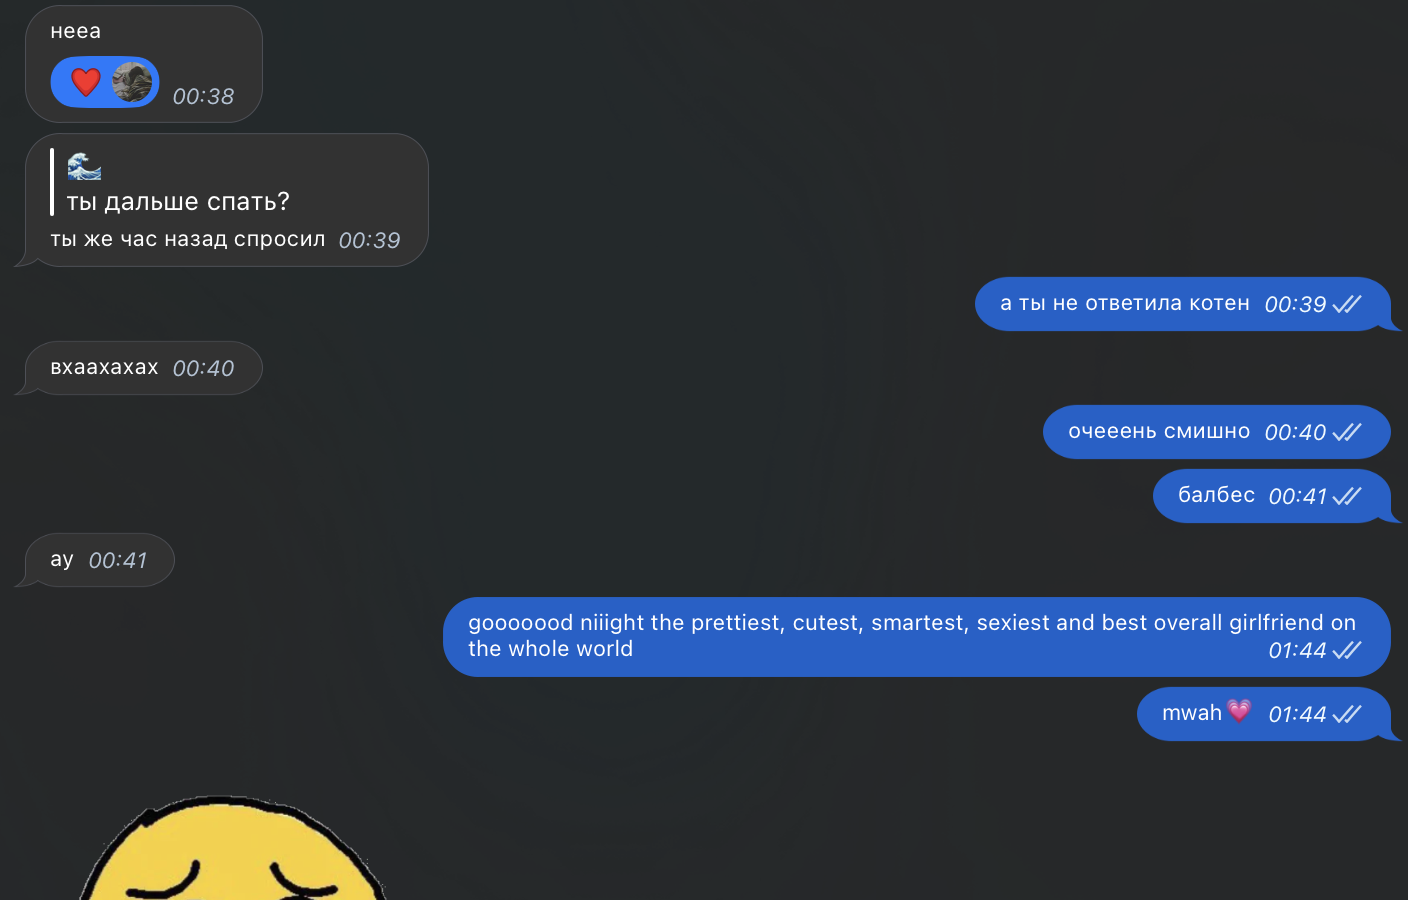 нееа
❤️ 00:38
🌊
ты дальше спать?
ты же час назад спросил 00:39
а ты не ответила котен 00:39
вхаахахах 00:40
очееень смишно 00:40
балбес 00:41
ау 00:41
gooooood niiight the prettiest, cutest, smartest, sexiest and best overall girlfriend on
the whole world 01:44
mwah💗 01:44